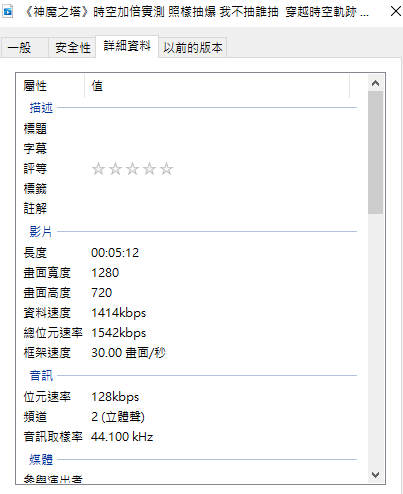 《神魔之塔》時空加倍實測 照樣抽爆 我不抽誰抽 穿越時空軌跡 ...
一般 安全性 詳細資料 以前的版本
屬性 值
描述
標題
字幕
評等 ☆☆☆☆☆
標籤
註解
影片
長度 00:05:12
畫面寬度 1280
畫面高度 720
資料速度 1414kbps
總位元速率 1542kbps
框架速度 30.00 畫面/秒
音訊
位元速率 128kbps
頻道 2 (立體聲)
音訊取樣率 44.100 kHz
媒體
參與演出者